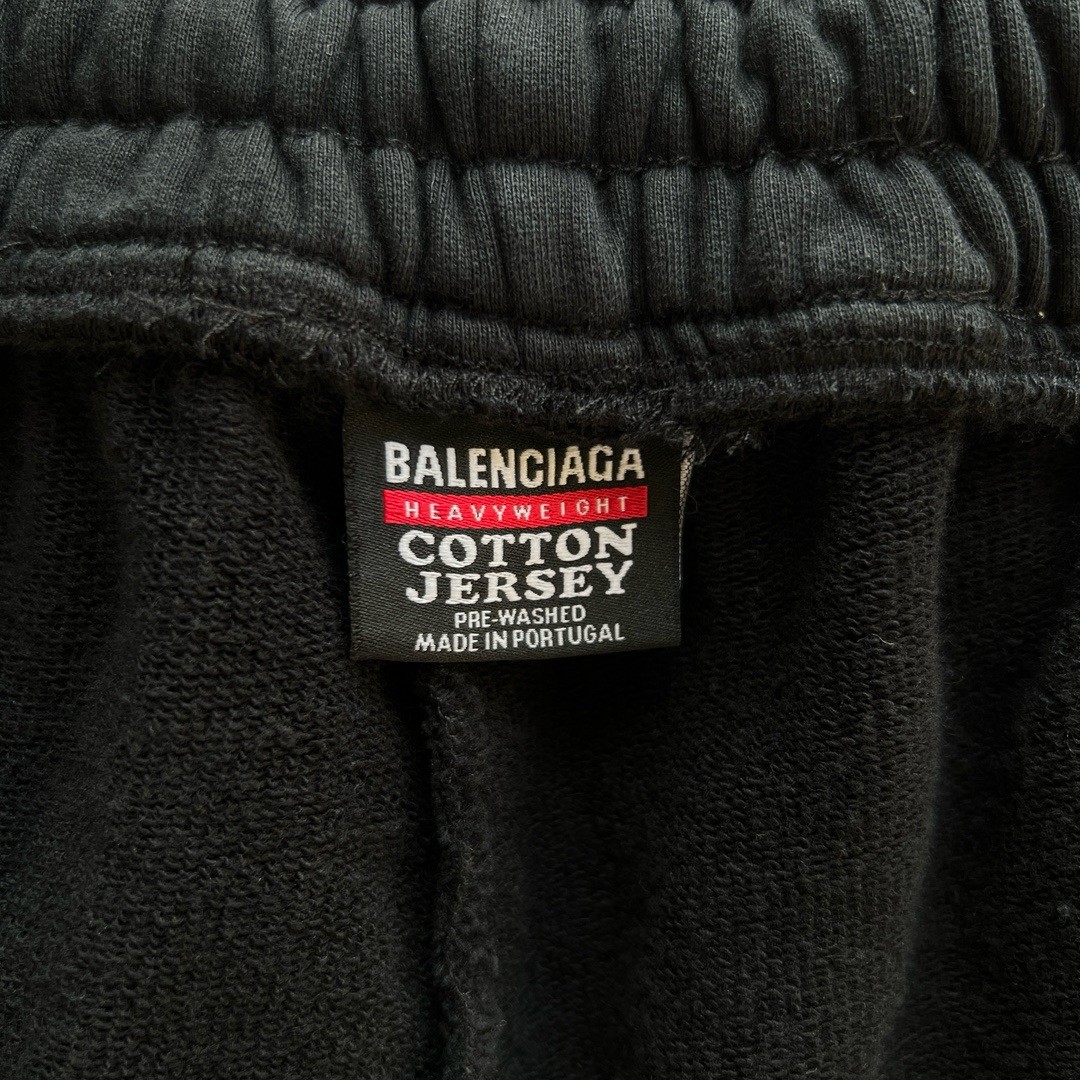 BALENCIAGA
HEAVYWEIGHT
COTTON
JERSEY
PRE-WASHED
MADE IN PORTUGAL